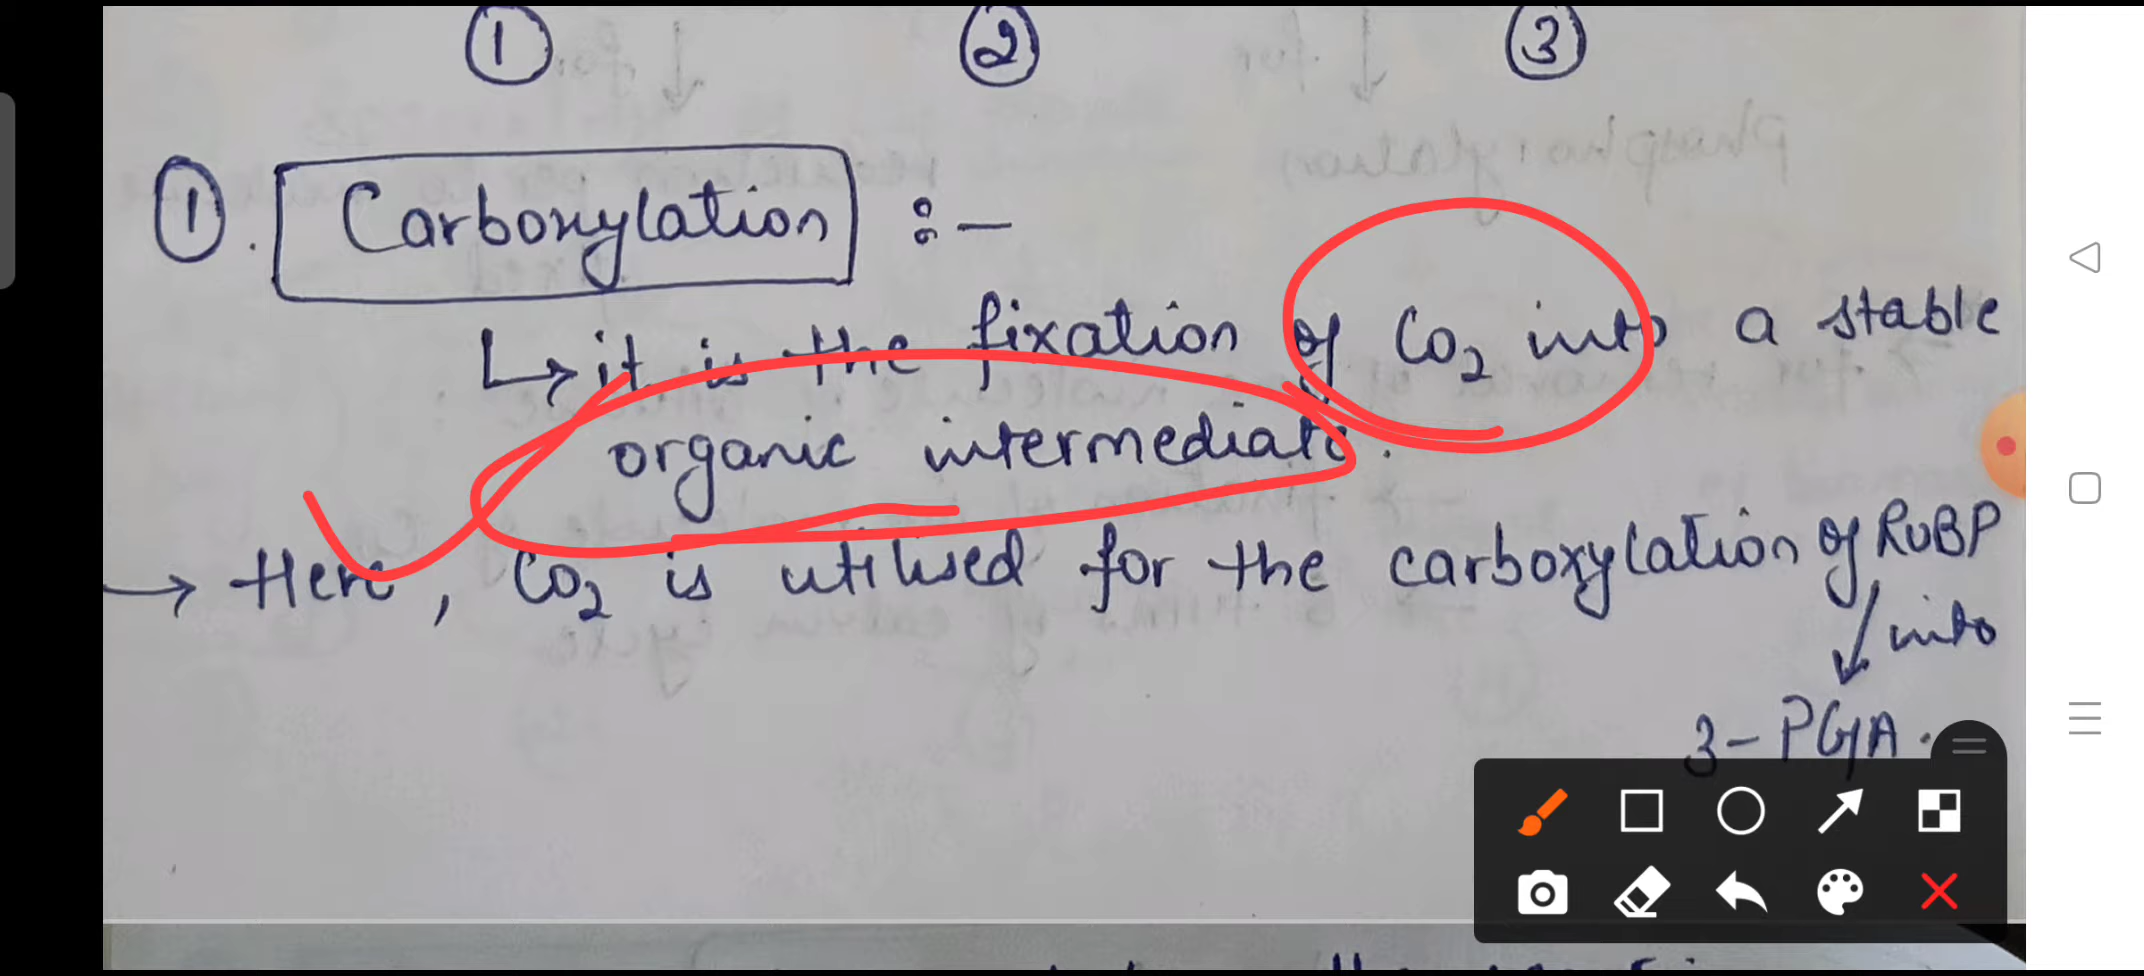 ① ② ③
①. Carboxylation :-
↳ it is the fixation of CO₂ into a stable
organic intermediate.
→ Here, CO₂ is utilised for the carboxylation of RuBP
↓ into
3-PGA.